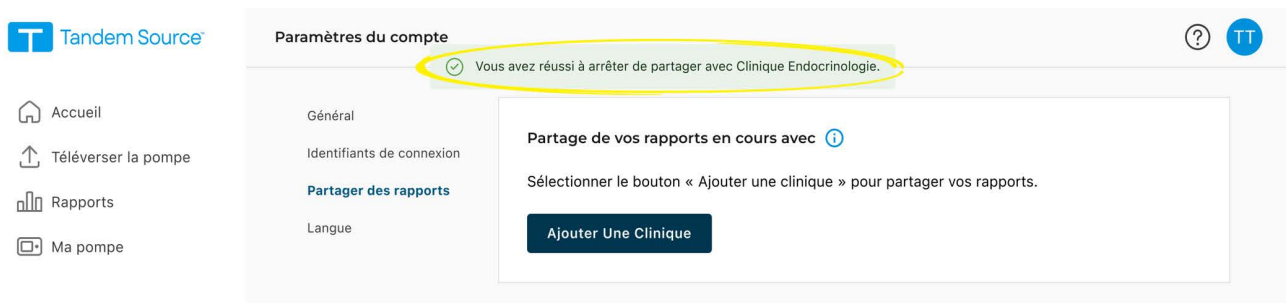 Tandem Source™
Paramètres du compte
TT
Vous avez réussi à arrêter de partager avec Clinique Endocrinologie.
Accueil
Téléverser la pompe
Rapports
Ma pompe
Général
Identifiants de connexion
Partager des rapports
Langue
Partage de vos rapports en cours avec
Sélectionner le bouton « Ajouter une clinique » pour partager vos rapports.
Ajouter Une Clinique